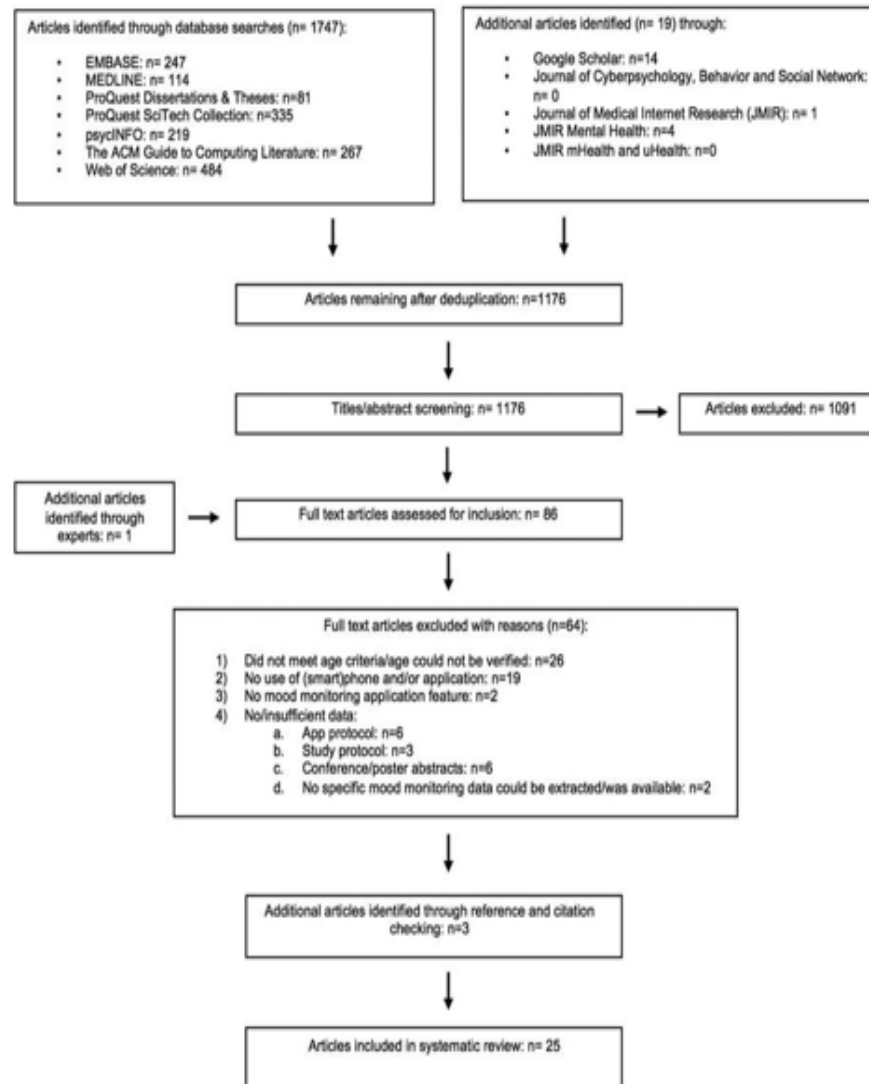 Articles identified through database searches (n= 1747):
• EMBASE: n= 247
• MEDLINE: n= 114
• ProQuest Dissertations & Theses: n=81
• ProQuest SciTech Collection: n=335
• psycINFO: n= 219
• The ACM Guide to Computing Literature: n= 267
• Web of Science: n= 484
Additional articles identified (n= 19) through:
• Google Scholar: n=14
• Journal of Cyberpsychology, Behavior and Social Network:
n= 0
• Journal of Medical Internet Research (JMIR): n= 1
• JMIR Mental Health: n=4
• JMIR mHealth and uHealth: n=0
Articles remaining after deduplication: n=1176
Titles/abstract screening: n= 1176
Articles excluded: n= 1091
Additional articles
identified through
experts: n= 1
Full text articles assessed for inclusion: n= 86
Full text articles excluded with reasons (n=64):
1) Did not meet age criteria/age could not be verified: n=26
2) No use of (smart)phone and/or application: n=19
3) No mood monitoring application feature: n=2
4) No/insufficient data:
a. App protocol: n=6
b. Study protocol: n=3
c. Conference/poster abstracts: n=6
d. No specific mood monitoring data could be extracted/was available: n=2
Additional articles identified through reference and citation
checking: n=3
Articles included in systematic review: n= 25